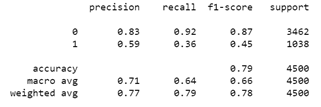 precision recall f1-score support
0 0.83 0.92 0.87 3462
1 0.59 0.36 0.45 1038
accuracy 0.79 4500
macro avg 0.71 0.64 0.66 4500
weighted avg 0.77 0.79 0.78 4500